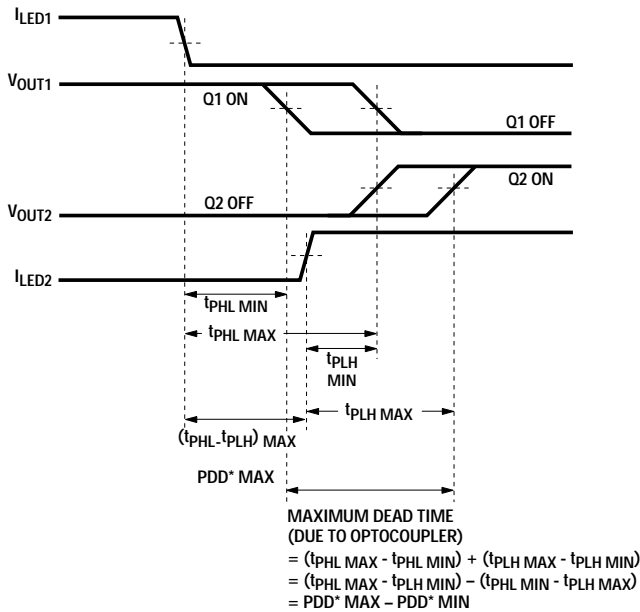 ILED1
VOUT1
Q1 ON
Q1 OFF
Q2 OFF
Q2 ON
VOUT2
ILED2
tPHL MIN
tPHL MAX
tPLH
MIN
tPLH MAX
(tPHL-tPLH) MAX
PDD* MAX
MAXIMUM DEAD TIME
(DUE TO OPTOCOUPLER)
= (tPHL MAX - tPHL MIN) + (tPLH MAX - tPLH MIN)
= (tPHL MAX - tPLH MIN) – (tPHL MIN - tPLH MAX)
= PDD* MAX – PDD* MIN